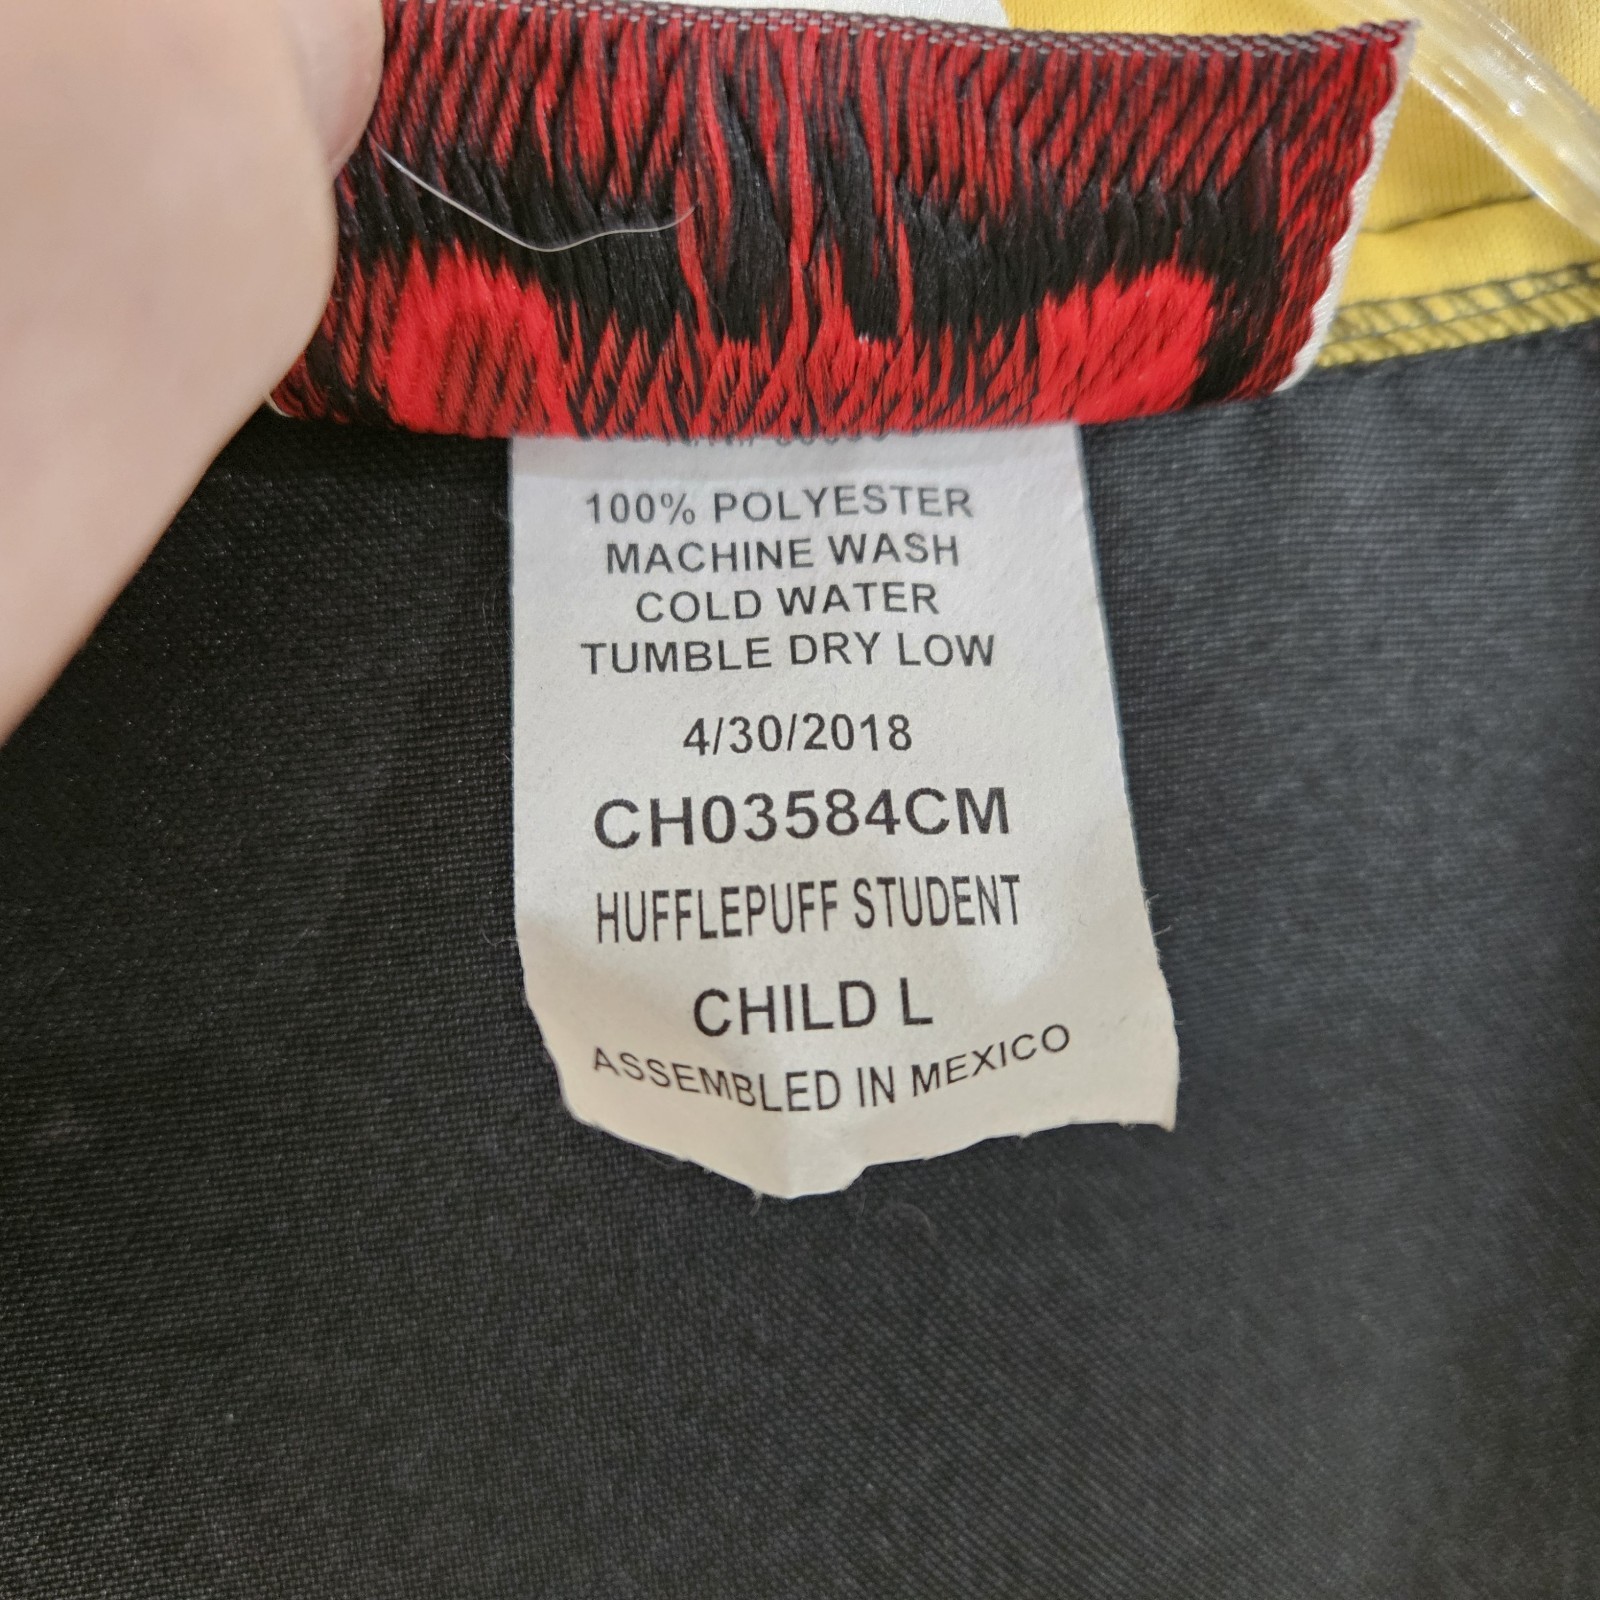 100% POLYESTER
MACHINE WASH
COLD WATER
TUMBLE DRY LOW
4/30/2018
CH03584CM
HUFFLEPUFF STUDENT
CHILD L
ASSEMBLED IN MEXICO